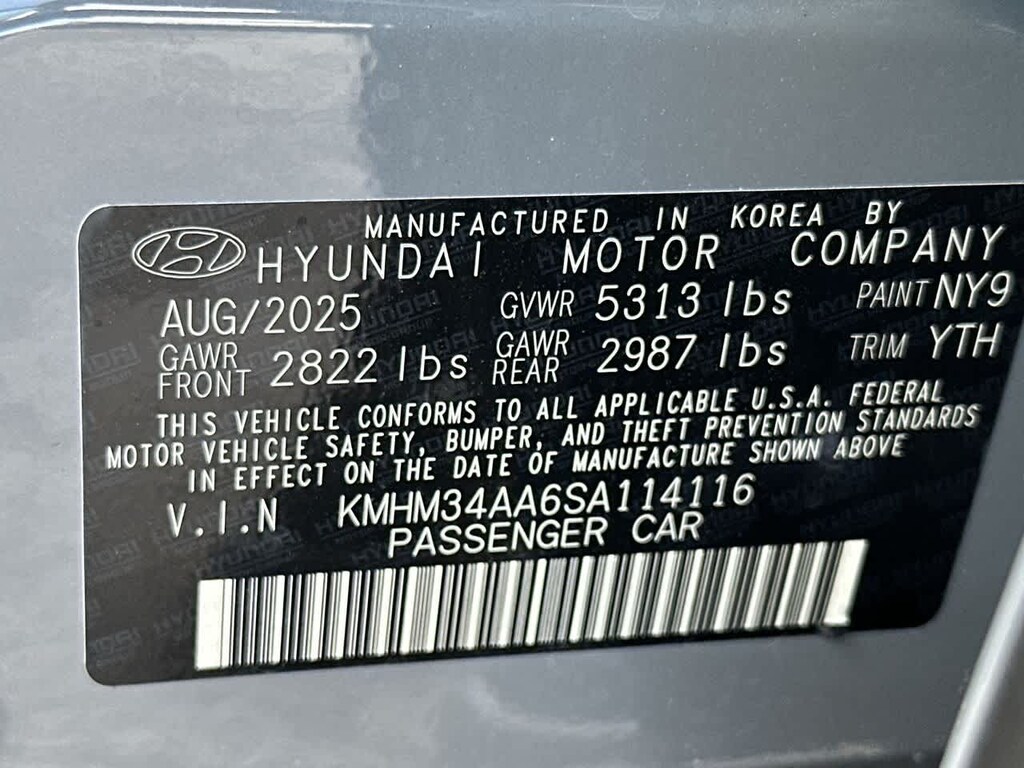 MANUFACTURED IN KOREA BY
HYUNDAI MOTOR COMPANY
AUG/2025 GVWR 5313 lbs PAINT NY9
GAWR FRONT 2822 lbs GAWR REAR 2987 lbs TRIM YTH
THIS VEHICLE CONFORMS TO ALL APPLICABLE U.S.A. FEDERAL
MOTOR VEHICLE SAFETY, BUMPER, AND THEFT PREVENTION STANDARDS
IN EFFECT ON THE DATE OF MANUFACTURE SHOWN ABOVE
V.I.N KMHM34AA6SA114116
PASSENGER CAR